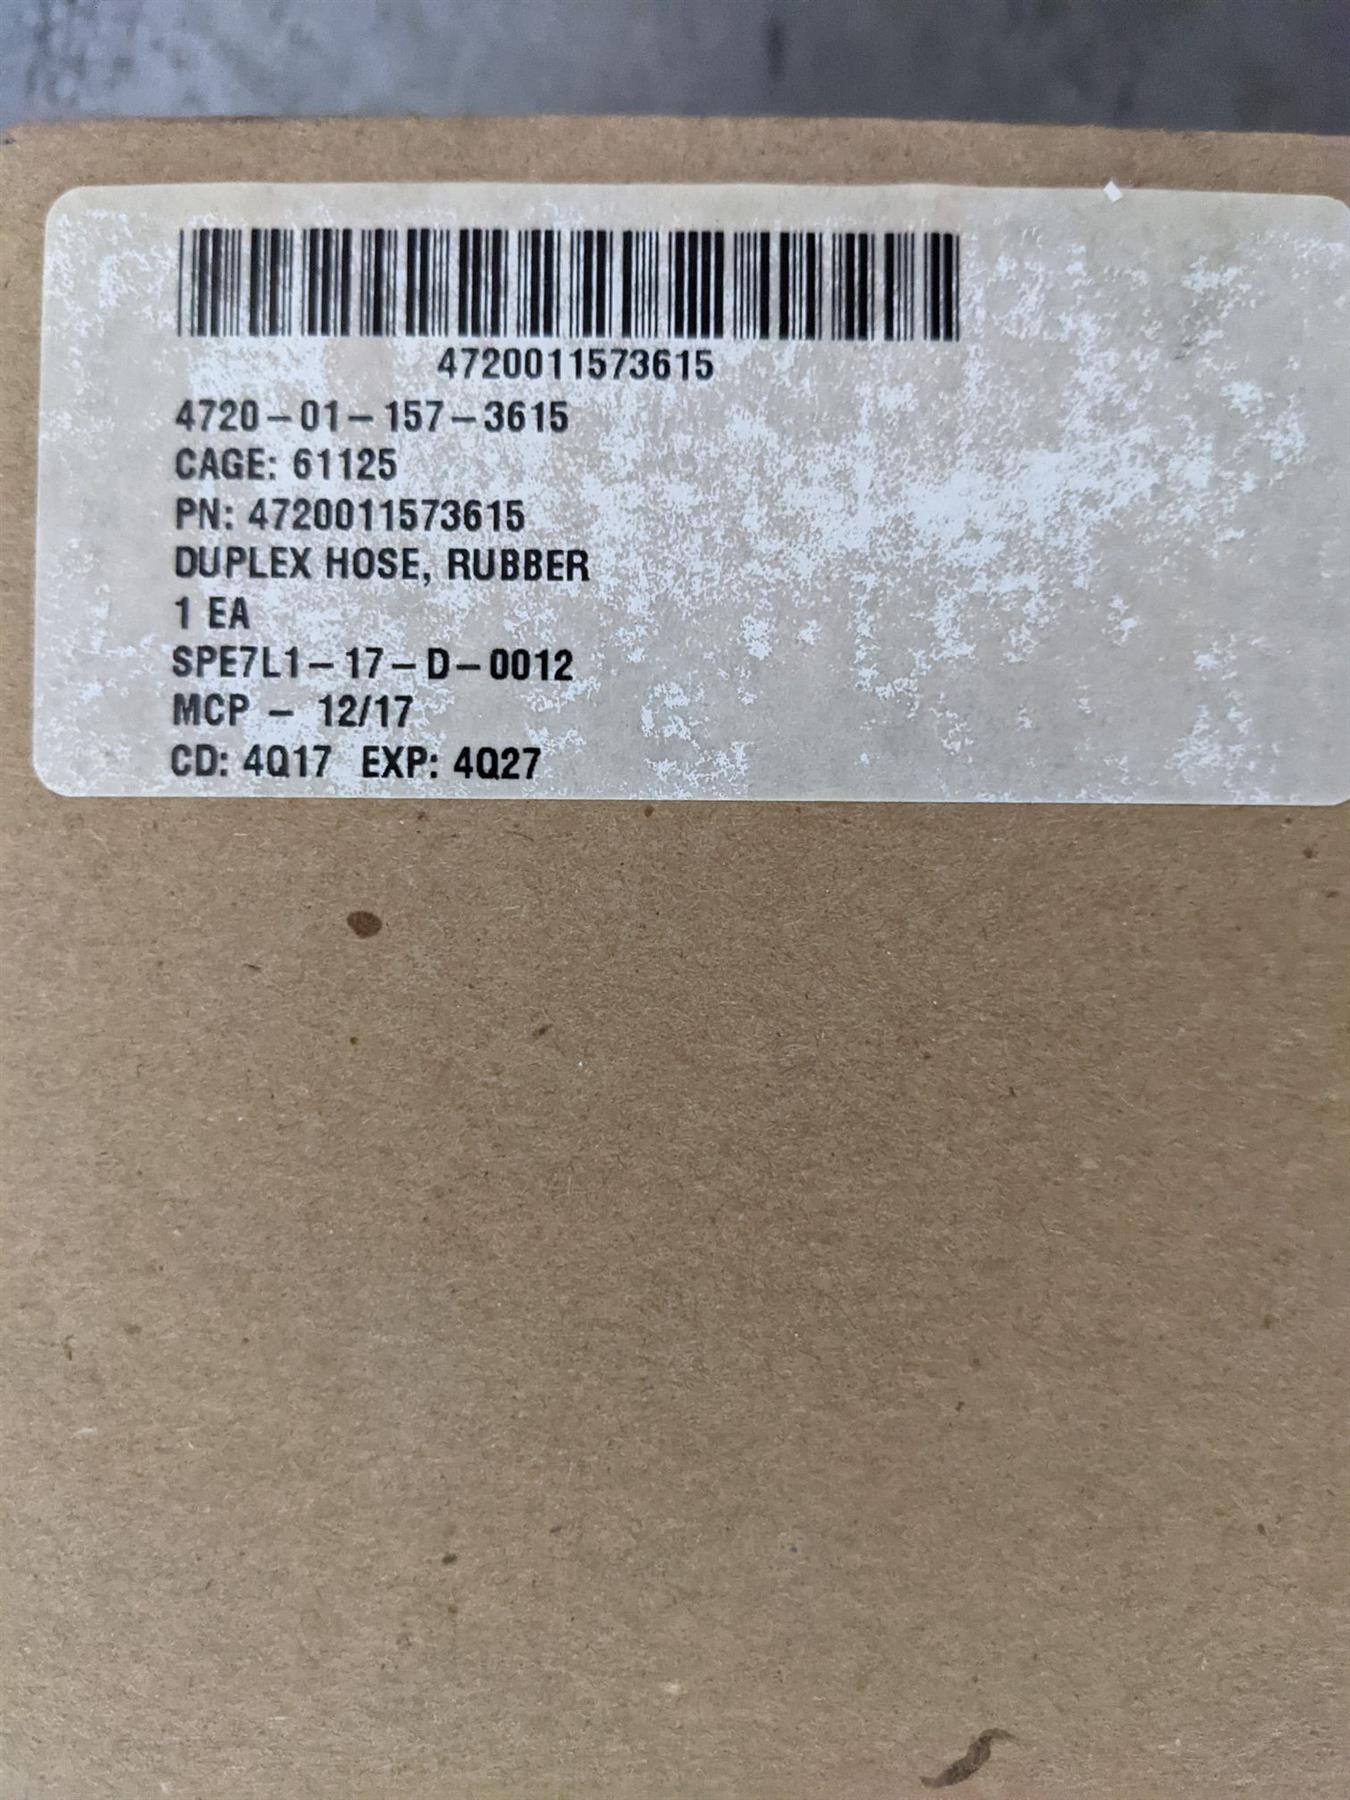 4720011573615
4720-01-157-3615
CAGE: 61125
PN: 4720011573615
DUPLEX HOSE, RUBBER
1 EA
SPE7L1-17-D-0012
MCP - 12/17
CD: 4Q17 EXP: 4Q27